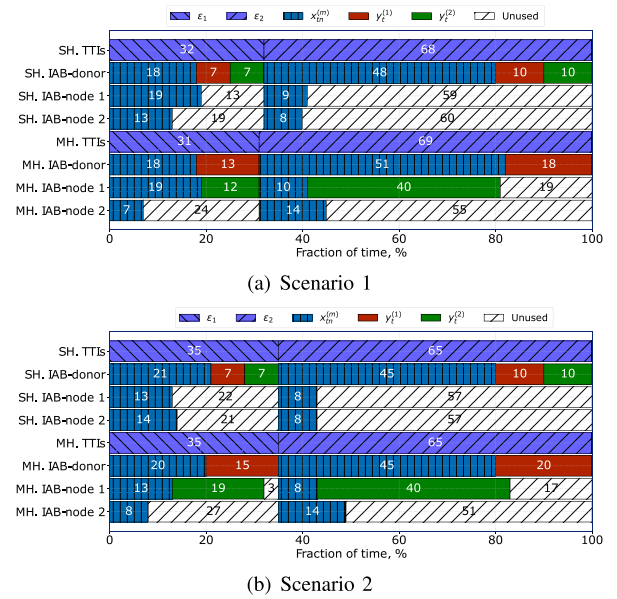 ε₁ ε₂ x_{tn}^{(m)} y_t^{(1)} y_t^{(2)} Unused
SH. TTIs 32 68
SH. IAB-donor 18 7 7 48 10 10
SH. IAB-node 1 19 13 9 59
SH. IAB-node 2 13 19 8 60
MH. TTIs 31 69
MH. IAB-donor 18 13 51 18
MH. IAB-node 1 19 12 10 40 19
MH. IAB-node 2 7 24 14 55
0 20 40 60 80 100
Fraction of time, %
(a) Scenario 1
ε₁ ε₂ x_{tn}^{(m)} y_t^{(1)} y_t^{(2)} Unused
SH. TTIs 35 65
SH. IAB-donor 21 7 7 45 10 10
SH. IAB-node 1 13 22 8 57
SH. IAB-node 2 14 21 8 57
MH. TTIs 35 65
MH. IAB-donor 20 15 45 20
MH. IAB-node 1 13 19 3 8 40 17
MH. IAB-node 2 8 27 14 51
0 20 40 60 80 100
Fraction of time, %
(b) Scenario 2